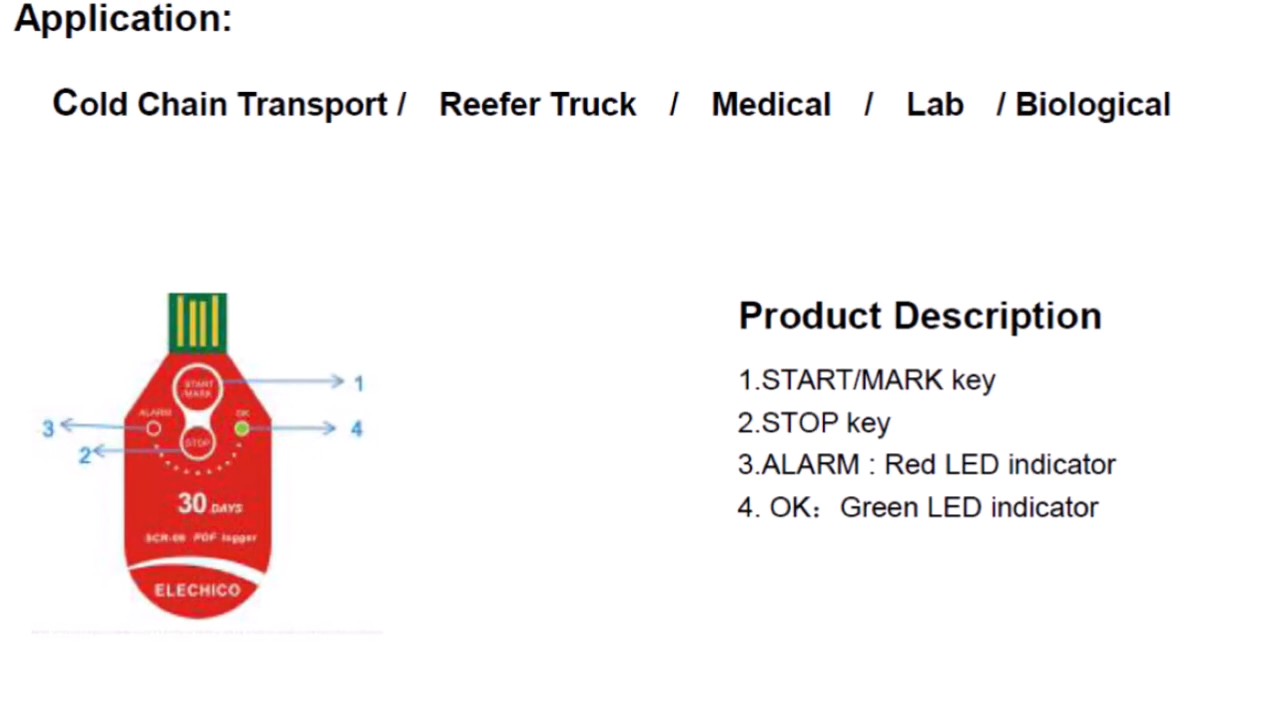 Application:
Cold Chain Transport / Reefer Truck / Medical / Lab / Biological
Product Description
1.START/MARK key
2.STOP key
3.ALARM : Red LED indicator
4. OK：Green LED indicator
START
/MARK
1
ALARM
OK
3
4
STOP
2
30 DAYS
SCR-06 PDF logger
ELECHICO